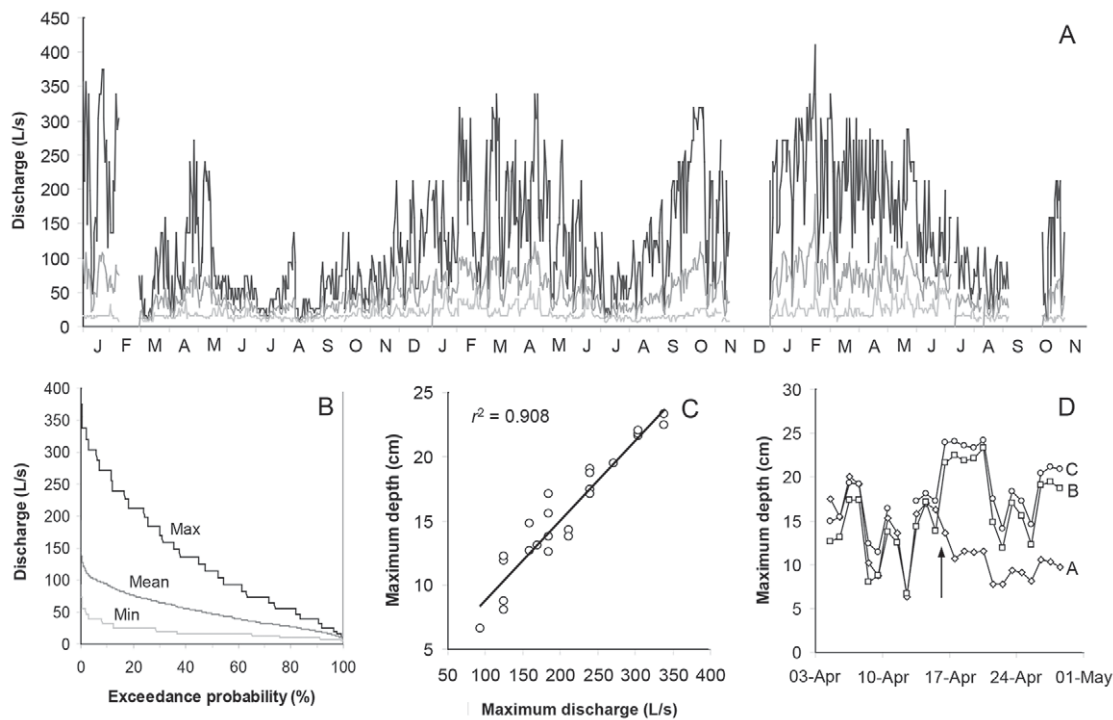 A
Discharge (L/s)
450
400
350
300
250
200
150
100
50
0
J F M A M J J A S O N D J F M A M J J A S O N D J F M A M J J A S O N
B
Discharge (L/s)
400
350
300
250
200
150
100
50
0
Max
Mean
Min
0 20 40 60 80 100
Exceedance probability (%)
C
Maximum depth (cm)
25
20
15
10
5
r² = 0.908
50 100 150 200 250 300 350 400
Maximum discharge (L/s)
D
Maximum depth (cm)
30
25
20
15
10
5
0
C
B
A
03-Apr 10-Apr 17-Apr 24-Apr 01-May